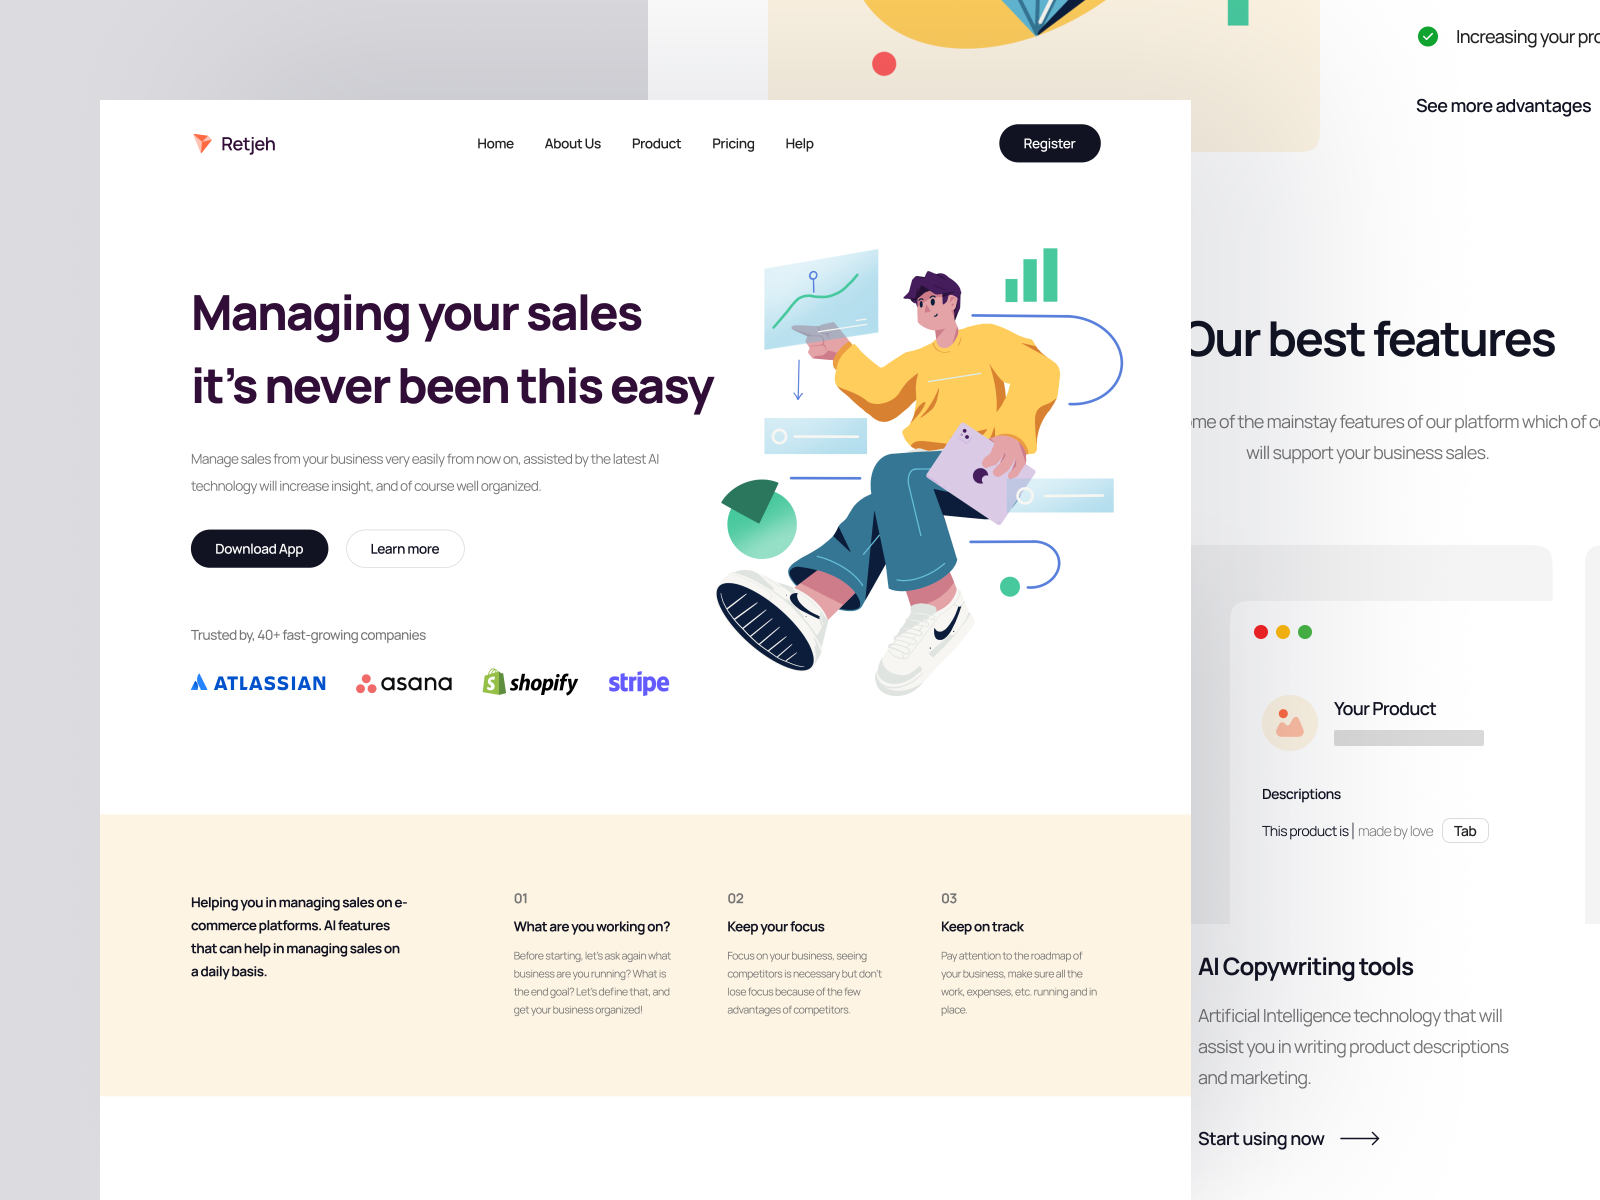 Increasing your
See more advantages
Retjeh
Home
About Us
Product
Pricing
Help
Register
Managing your sales
it's never been this easy
Manage sales from your business very easily from now on, assisted by the latest AI
technology will increase insight, and of course well organized.
Download App
Learn more
Trusted by, 40+ fast-growing companies
ATLASSIAN
asana
shopify
stripe
Helping you in managing sales on e-
commerce platforms. AI features
that can help in managing sales on
a daily basis.
01
What are you working on?
Before starting, let's ask again what
business are you running? What is
the end goal? Let's define that, and
get your business organized!
02
Keep your focus
Focus on your business, seeing
competitors is necessary but don't
lose focus because of the few
advantages of competitors.
03
Keep on track
Pay attention to the roadmap of
your business, make sure all the
work, expenses, etc. running and in
place.
Our best features
of the mainstay features of our platform which of
will support your business sales.
Your Product
Descriptions
This product is | made by love
Tab
AI Copywriting tools
Artificial Intelligence technology that will
assist you in writing product descriptions
and marketing.
Start using now